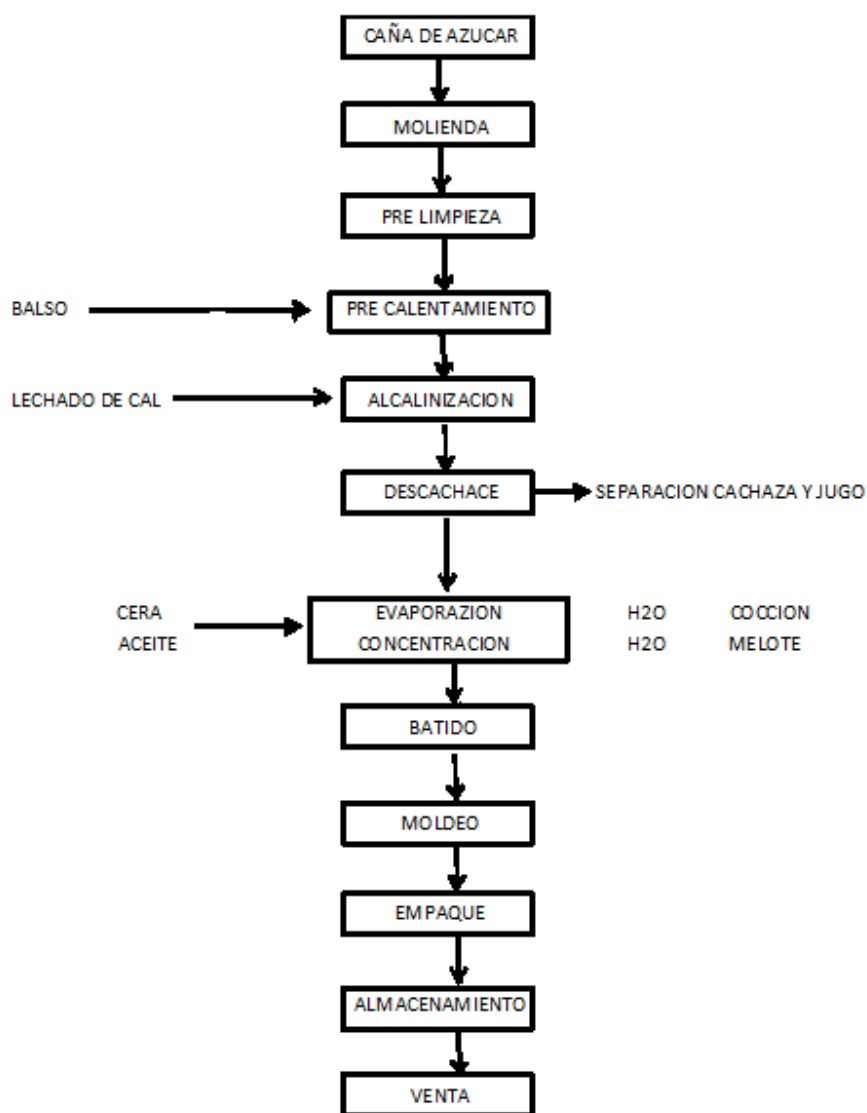 CAÑA DE AZUCAR
MOLIENDA
PRE LIMPIEZA
BALSO PRE CALENTAMIENTO
LECHADO DE CAL ALCALINIZACION
DESCACHACE SEPARACION CACHAZA Y JUGO
CERA EVAPORAZION H2O COCCION
ACEITE CONCENTRACION H2O MELOTE
BATIDO
MOLDEO
EMPAQUE
ALMACENAMIENTO
VENTA